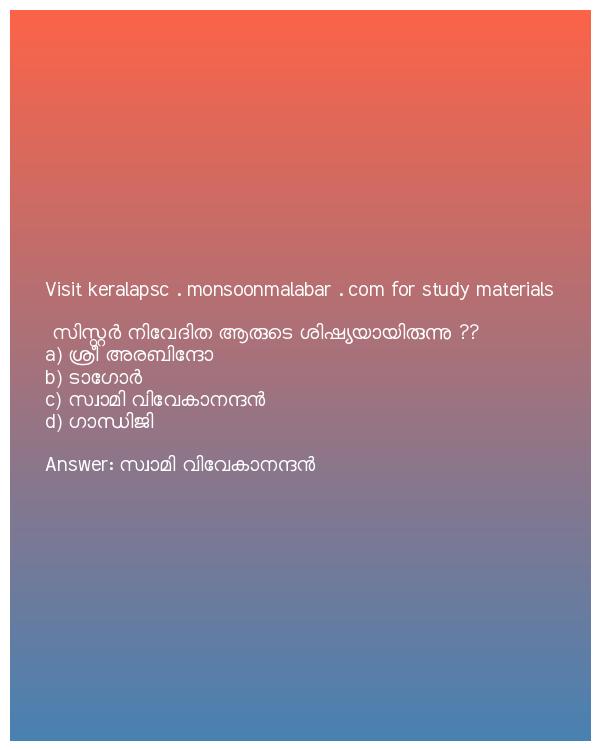 Visit keralapsc . monsoonmalabar . com for study materials
സിസ്റ്റർ നിവേദിത ആരുടെ ശിഷ്യയായിരുന്നു ??
a) ശ്രീ അരബിന്ദോ
b) ടാഗോർ
c) സ്വാമി വിവേകാനന്ദൻ
d) ഗാന്ധിജി
Answer: സ്വാമി വിവേകാനന്ദൻ